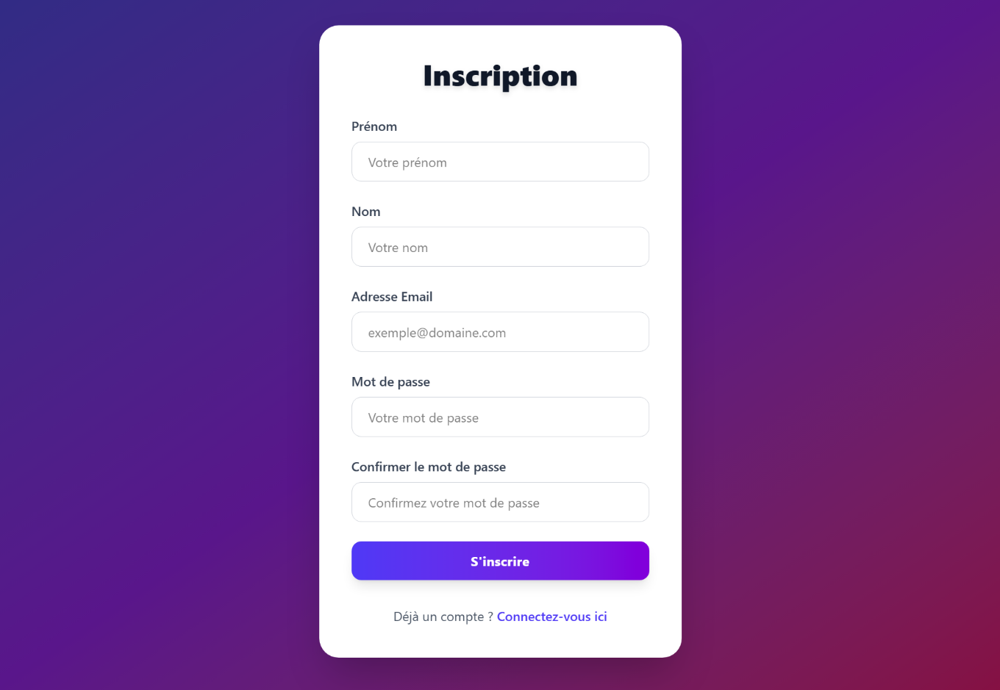 Inscription
Prénom
Votre prénom
Nom
Votre nom
Adresse Email
exemple@domaine.com
Mot de passe
Votre mot de passe
Confirmer le mot de passe
Confirmez votre mot de passe
S'inscrire
Déjà un compte ? Connectez-vous ici